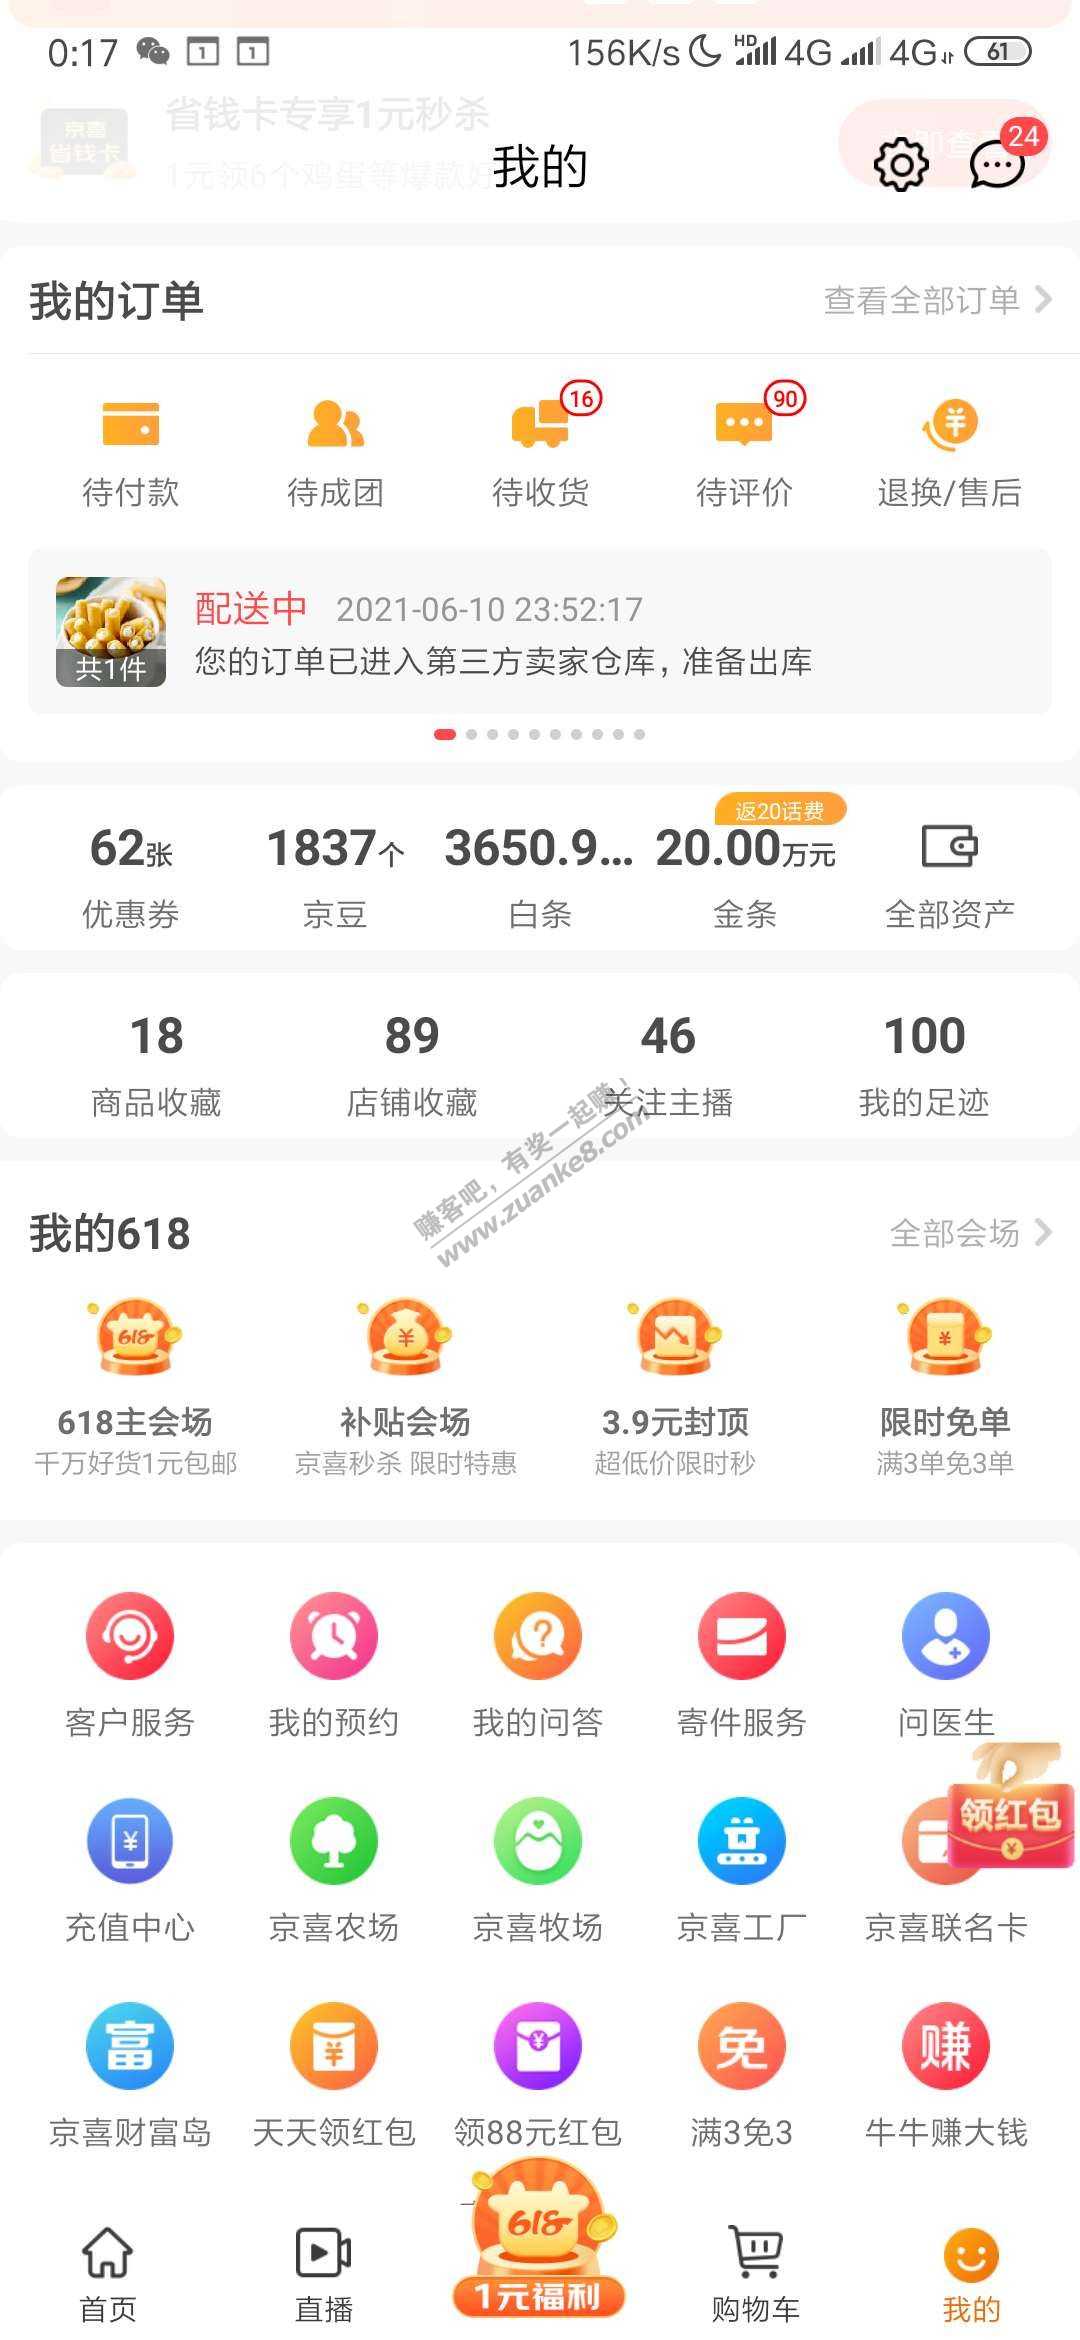 0:17
1
1
156K/s
HD
4G
4G
61
省钱卡专享1元秒杀
京喜
省钱卡
1元领6个鸡蛋等爆款好
我的
24
我的订单
查看全部订单
16
90
待付款
待成团
待收货
待评价
退换/售后
配送中
2021-06-10 23:52:17
共1件
您的订单已进入第三方卖家仓库，准备出库
返20话费
62张
1837个
3650.9...
20.00万元
优惠券
京豆
白条
金条
全部资产
18
89
46
100
商品收藏
店铺收藏
关注主播
我的足迹
赚客吧，有奖一起赚！
www.zuanke8.com
我的618
全部会场
618
618主会场
补贴会场
3.9元封顶
限时免单
千万好货1元包邮
京喜秒杀 限时特惠
超低价限时秒
满3单免3单
客户服务
我的预约
我的问答
寄件服务
问医生
领红包
充值中心
京喜农场
京喜牧场
京喜工厂
京喜联名卡
富
免
赚
京喜财富岛
天天领红包
领88元红包
满3免3
牛牛赚大钱
618
1元福利
首页
直播
购物车
我的